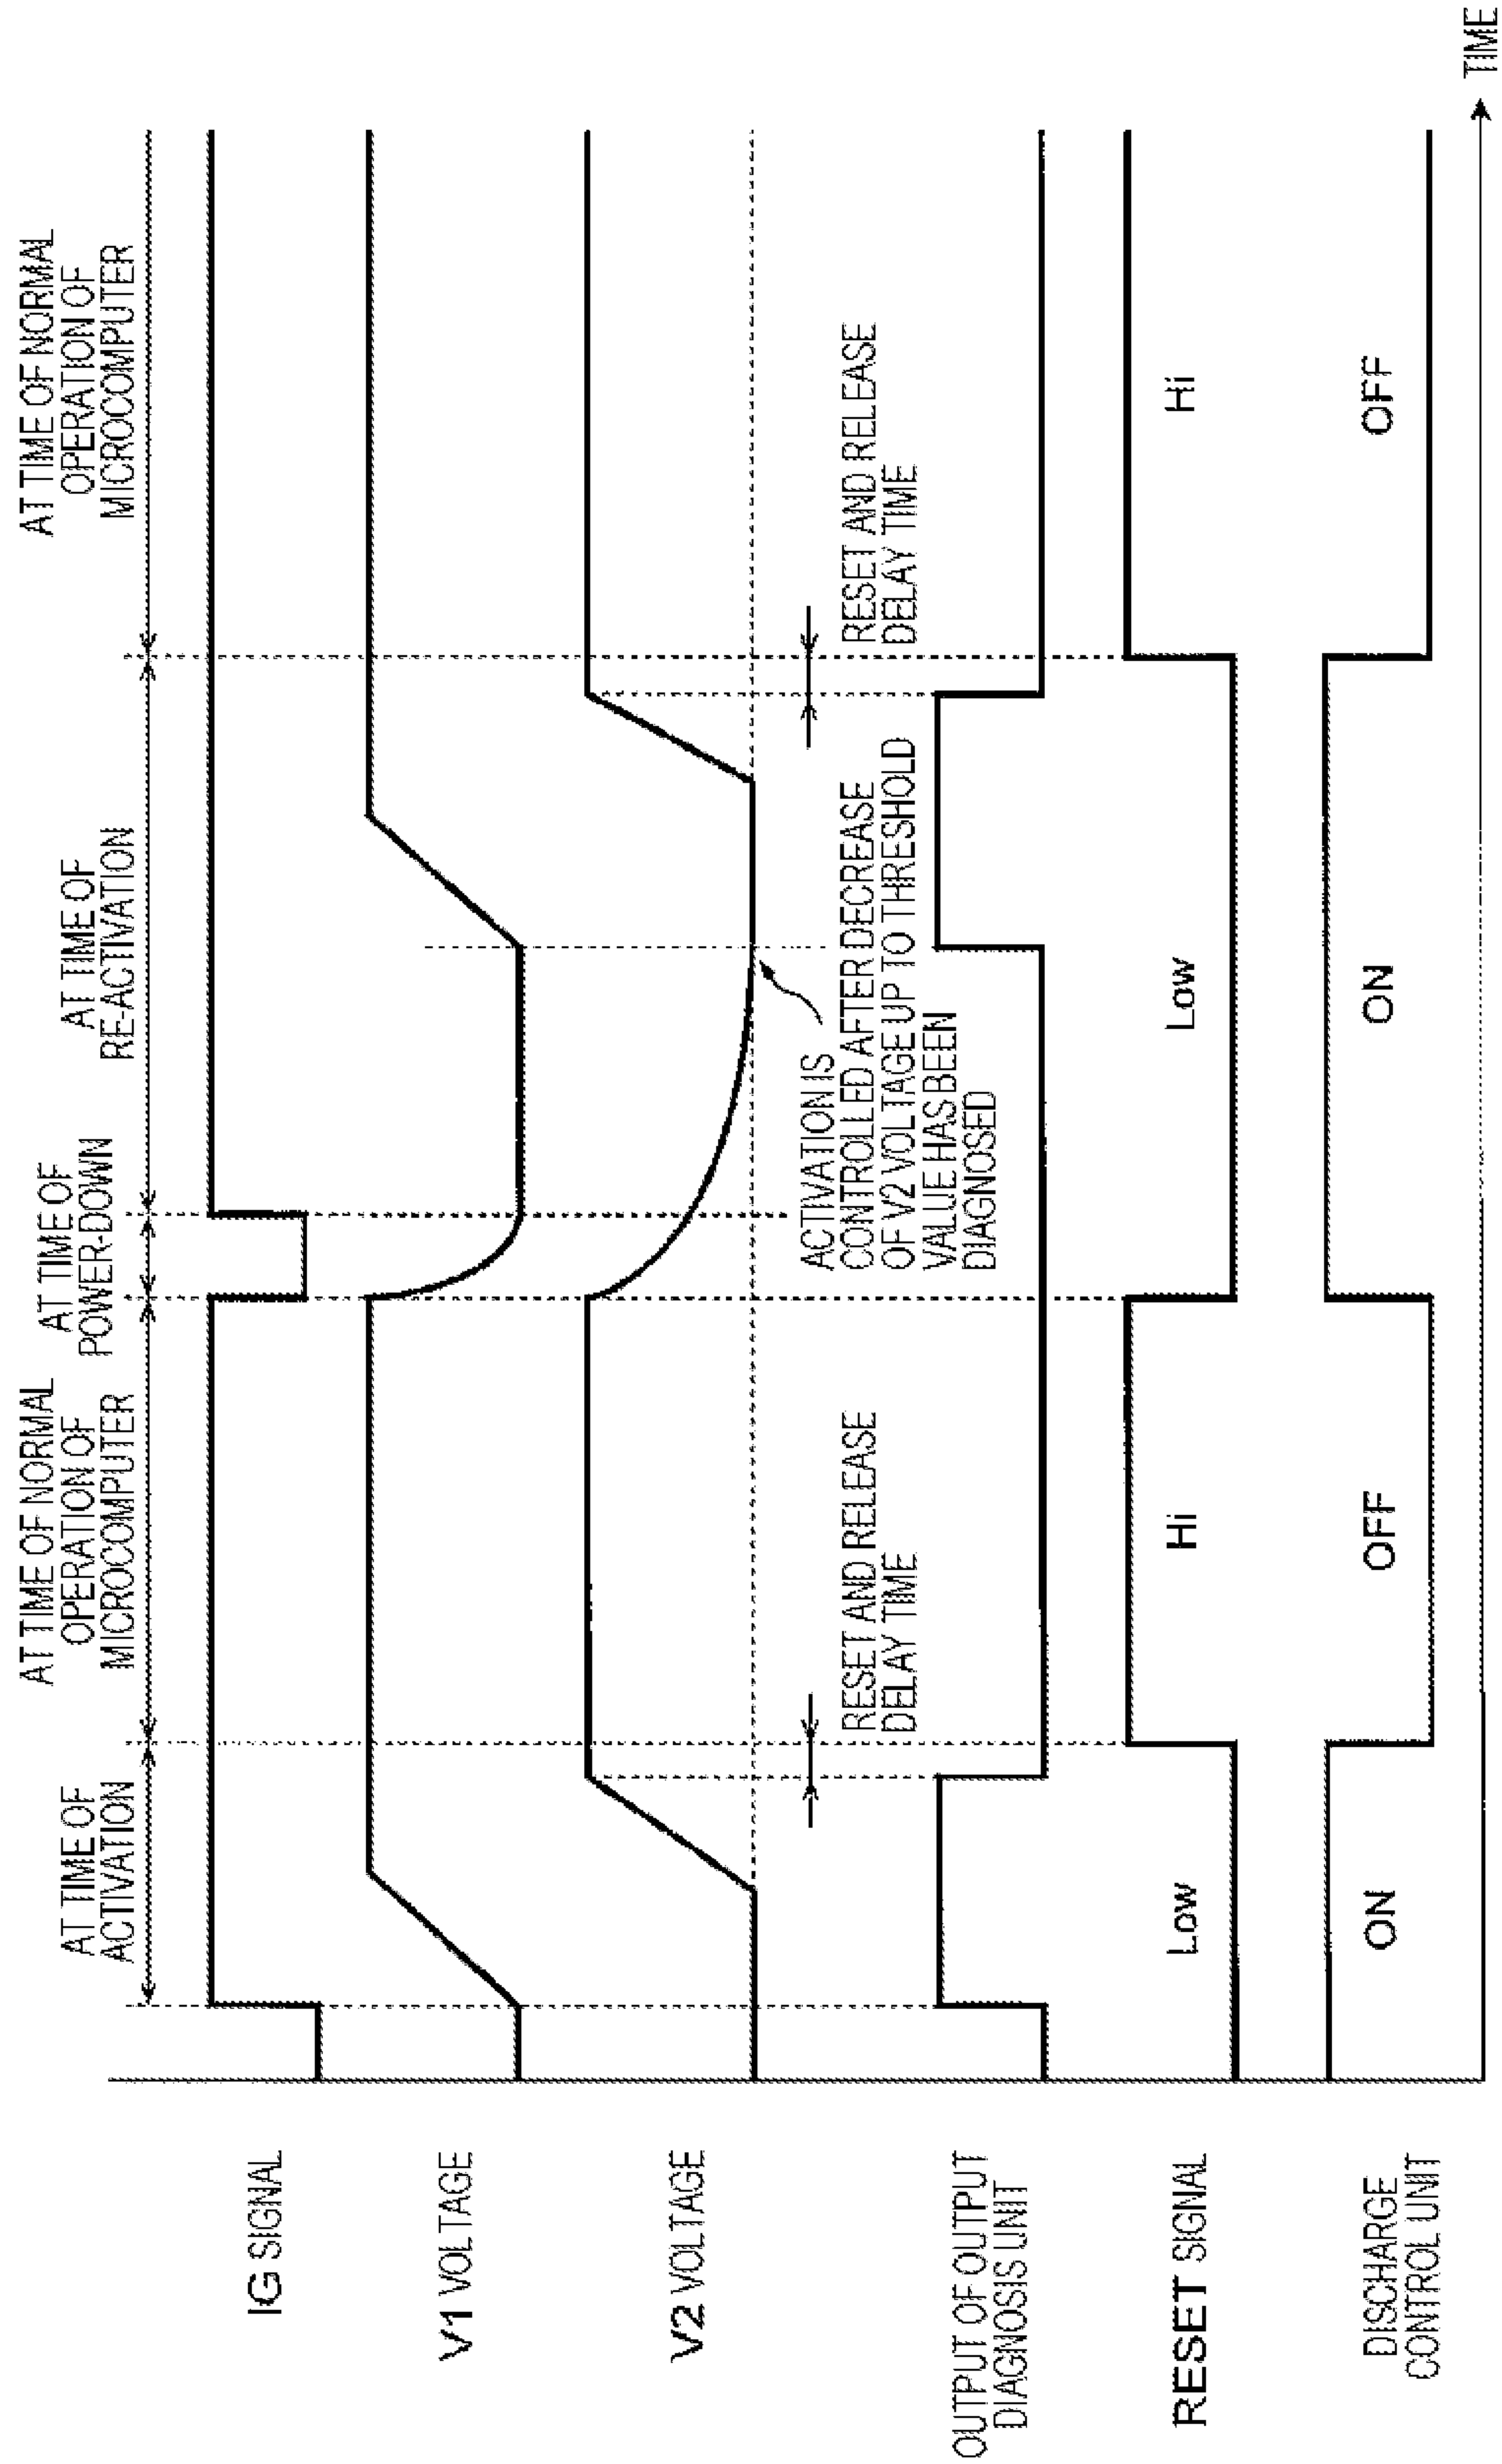 AT TIME OF
ACTIVATION
AT TIME OF NORMAL
OPERATION OF
MICROCOMPUTER
AT TIME OF
POWER-DOWN
AT TIME OF
RE-ACTIVATION
AT TIME OF NORMAL
OPERATION OF
MICROCOMPUTER
IG SIGNAL
V1 VOLTAGE
V2 VOLTAGE
RESET AND RELEASE
DELAY TIME
ACTIVATION IS
CONTROLLED AFTER DECREASE
OF V2 VOLTAGE UP TO THRESHOLD
VALUE HAS BEEN
DIAGNOSED
RESET AND RELEASE
DELAY TIME
OUTPUT OF OUTPUT
DIAGNOSIS UNIT
RESET SIGNAL
Low
Hi
Low
Hi
DISCHARGE
CONTROL UNIT
ON
OFF
ON
OFF
TIME